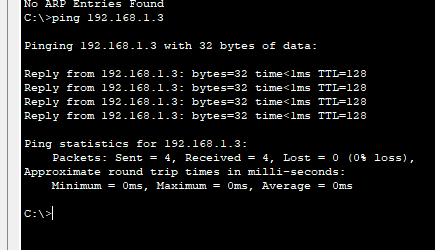 No ARP Entries Found
C:\>ping 192.168.1.3
Pinging 192.168.1.3 with 32 bytes of data:
Reply from 192.168.1.3: bytes=32 time<1ms TTL=128
Reply from 192.168.1.3: bytes=32 time<1ms TTL=128
Reply from 192.168.1.3: bytes=32 time<1ms TTL=128
Reply from 192.168.1.3: bytes=32 time<1ms TTL=128
Ping statistics for 192.168.1.3:
Packets: Sent = 4, Received = 4, Lost = 0 (0% loss),
Approximate round trip times in milli-seconds:
Minimum = 0ms, Maximum = 0ms, Average = 0ms
C:\>